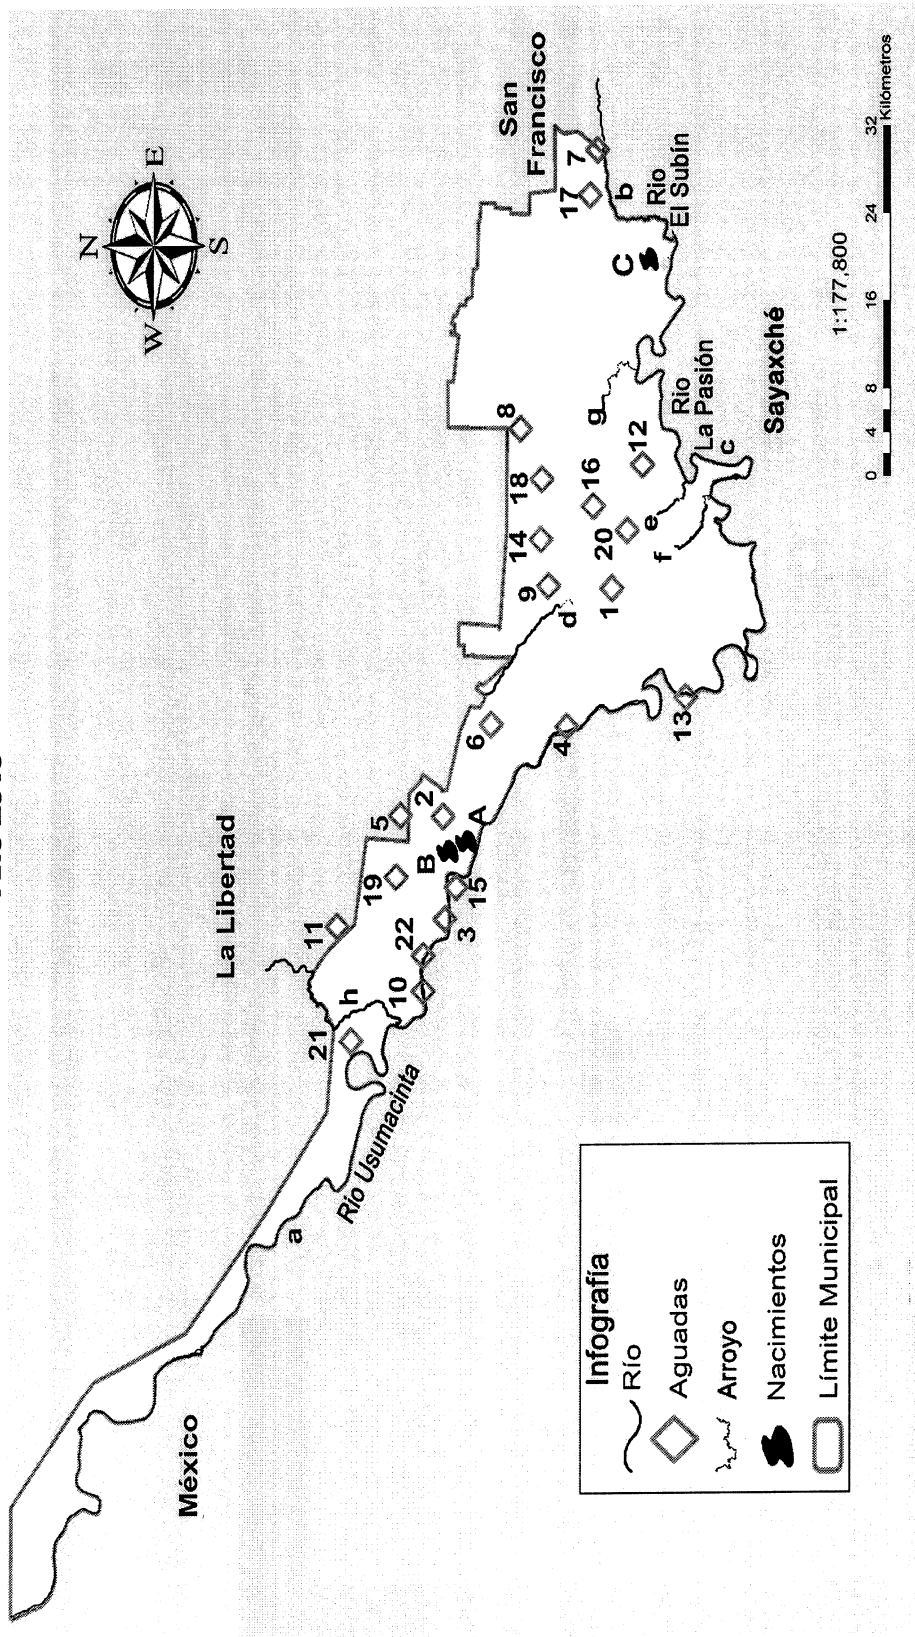 N
W
E
S
San
Francisco
La Libertad
México
Sayaxché
Río
El Subín
Río
La Pasión
Río Usumacinta
7
17
b
C
8
18
14
9
16
12
g
20
e
f
c
1
d
6
4
13
5
2
A
B
19
15
3
11
22
10
h
21
a
1:177,800
0
4
8
16
24
32
Kilómetros
Infografía
Río
Aguadas
Arroyo
Nacimientos
Límite Municipal